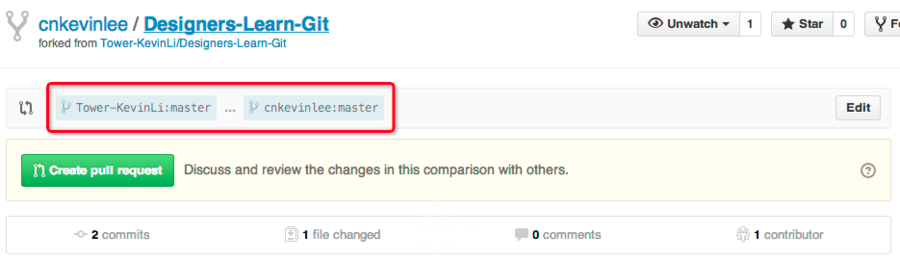 cnkevinlee / Designers-Learn-Git
Unwatch 1 Star 0
forked from Tower-KevinLi/Designers-Learn-Git
Tower-KevinLi:master ... cnkevinlee:master Edit
Create pull request Discuss and review the changes in this comparison with others.
2 commits 1 file changed 0 comments 1 contributor